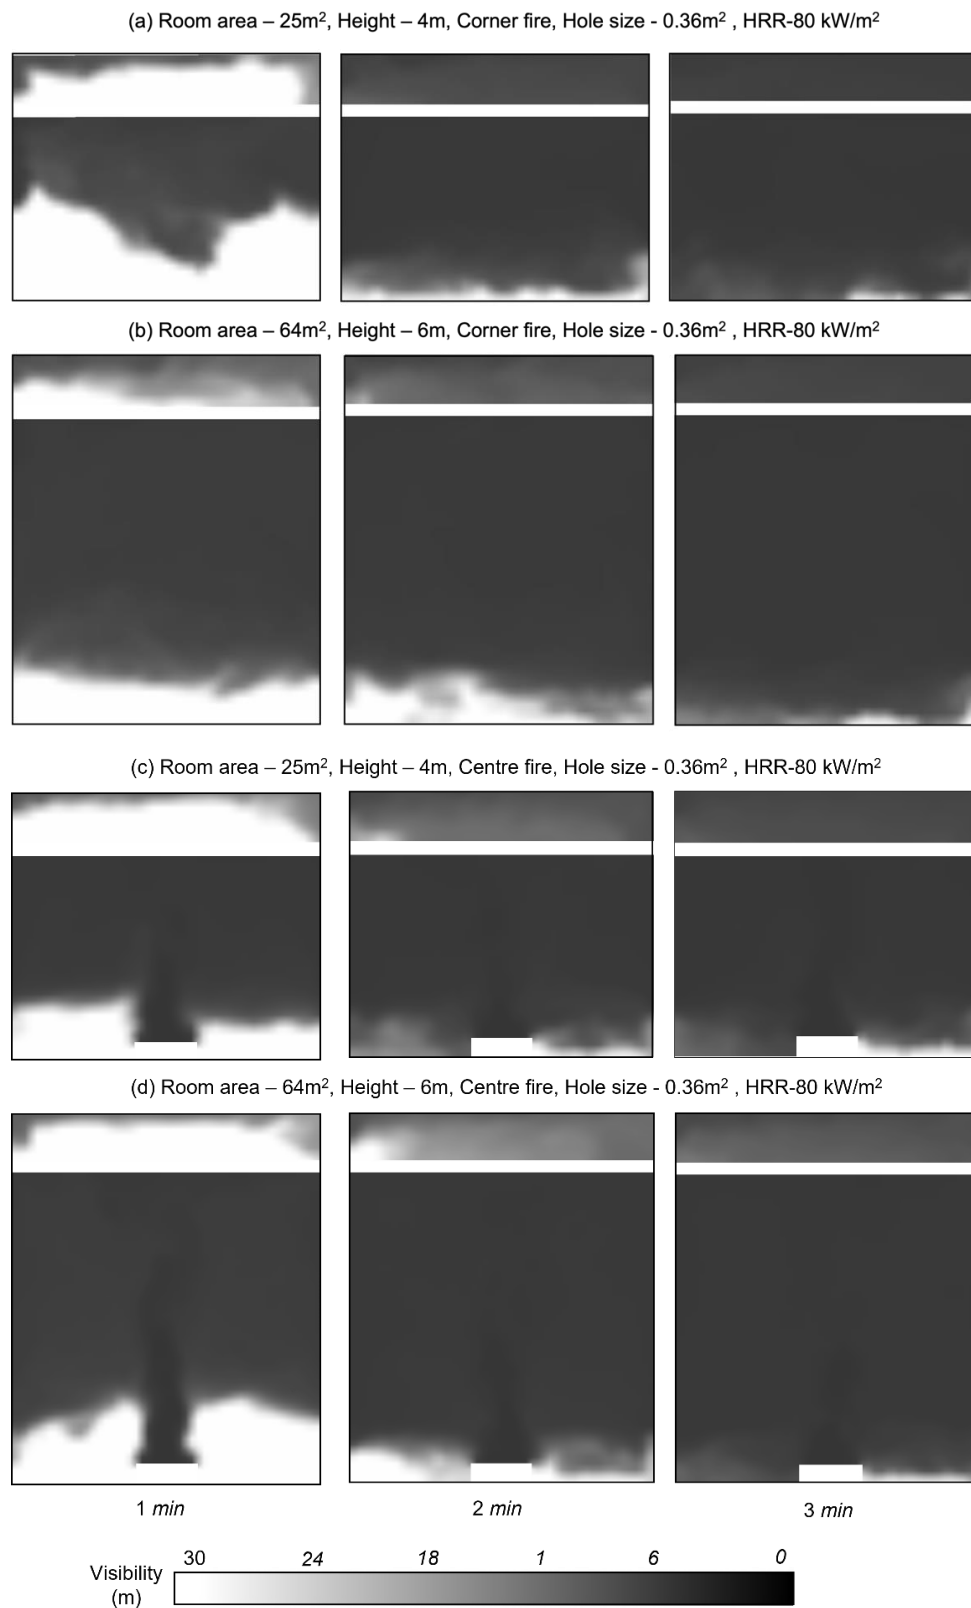 (a) Room area – 25m², Height – 4m, Corner fire, Hole size - 0.36m² , HRR-80 kW/m²
(b) Room area – 64m², Height – 6m, Corner fire, Hole size - 0.36m² , HRR-80 kW/m²
(c) Room area – 25m², Height – 4m, Centre fire, Hole size - 0.36m² , HRR-80 kW/m²
(d) Room area – 64m², Height – 6m, Centre fire, Hole size - 0.36m² , HRR-80 kW/m²
1 min 2 min 3 min
30 24 18 1 6 0
Visibility
(m)